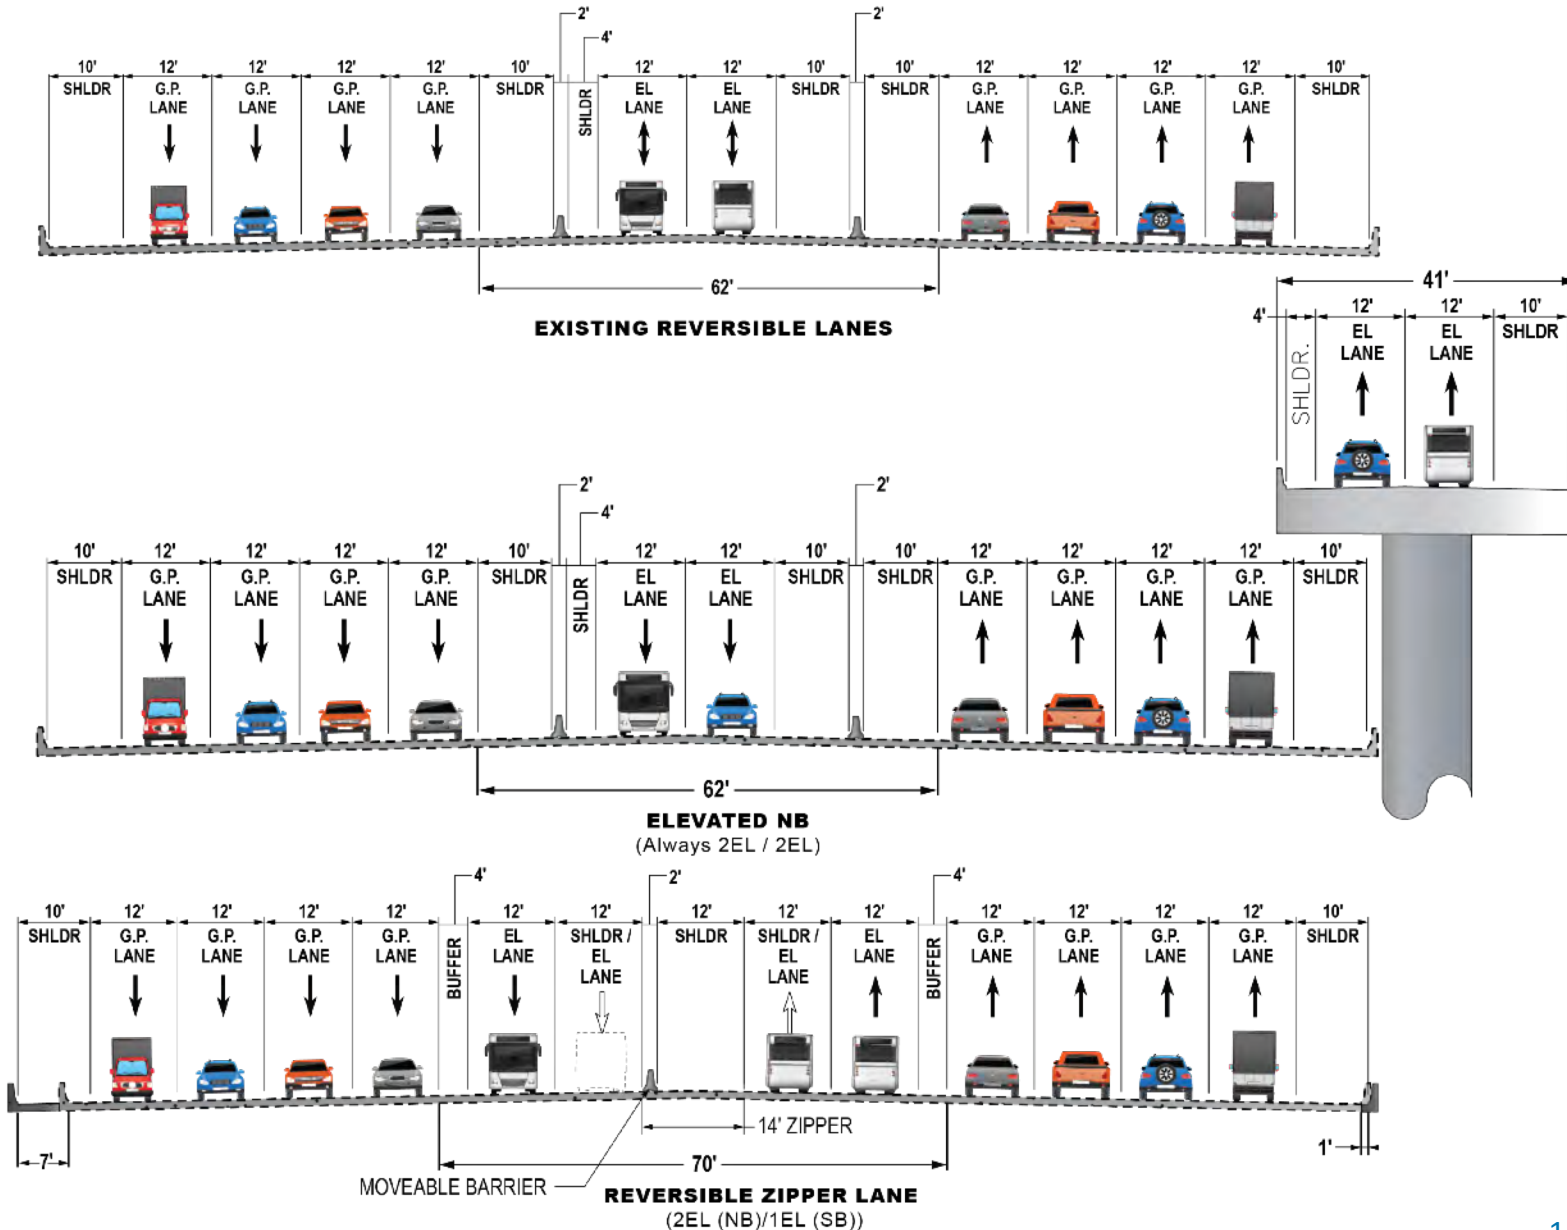 2' 2'
4'
10' 12' 12' 12' 12' 10' 12' 12' 10' 10' 12' 12' 12' 12' 10'
SHLDR G.P. G.P. G.P. G.P. SHLDR SHLDR EL EL SHLDR SHLDR G.P. G.P. G.P. G.P. SHLDR
LANE LANE LANE LANE LANE LANE LANE LANE LANE LANE
62'
EXISTING REVERSIBLE LANES
41'
4' 12' 12' 10'
SHLDR. EL EL SHLDR
LANE LANE
2' 2'
4'
10' 12' 12' 12' 12' 10' 12' 12' 10' 10' 12' 12' 12' 12' 10'
SHLDR G.P. G.P. G.P. G.P. SHLDR SHLDR EL EL SHLDR SHLDR G.P. G.P. G.P. G.P. SHLDR
LANE LANE LANE LANE LANE LANE LANE LANE LANE LANE
62'
ELEVATED NB
(Always 2EL / 2EL)
4' 2' 4'
10' 12' 12' 12' 12' 12' 12' 12' 12' 12' 12' 12' 12' 12' 10'
SHLDR G.P. G.P. G.P. G.P. BUFFER EL SHLDR / SHLDR SHLDR / EL BUFFER G.P. G.P. G.P. G.P. SHLDR
LANE LANE LANE LANE LANE EL EL LANE LANE LANE LANE LANE
LANE LANE
14' ZIPPER
7' 70' 1'
MOVEABLE BARRIER
REVERSIBLE ZIPPER LANE
(2EL (NB)/1EL (SB))
1